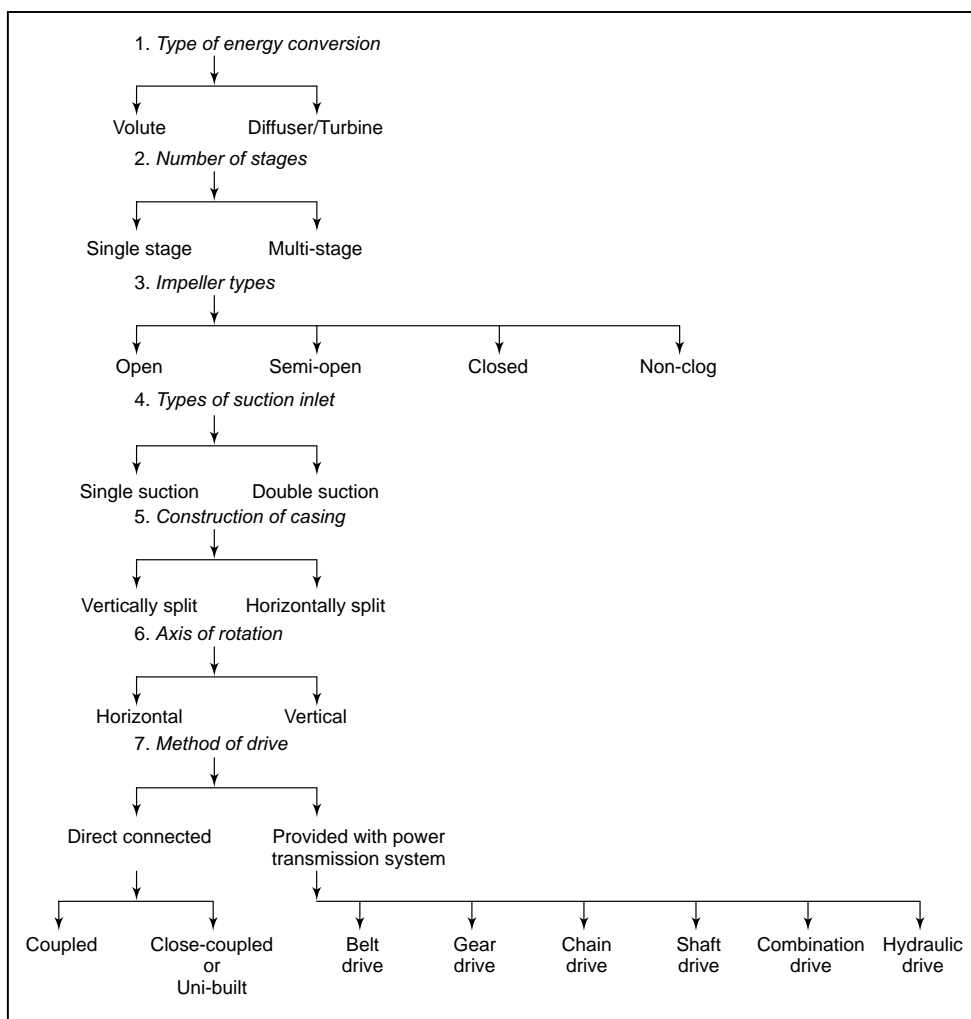 1. Type of energy conversion
Volute Diffuser/Turbine
2. Number of stages
Single stage Multi-stage
3. Impeller types
Open Semi-open Closed Non-clog
4. Types of suction inlet
Single suction Double suction
5. Construction of casing
Vertically split Horizontally split
6. Axis of rotation
Horizontal Vertical
7. Method of drive
Direct connected Provided with power
transmission system
Coupled Close-coupled Belt Gear Chain Shaft Combination Hydraulic
or drive drive drive drive drive drive
Uni-built